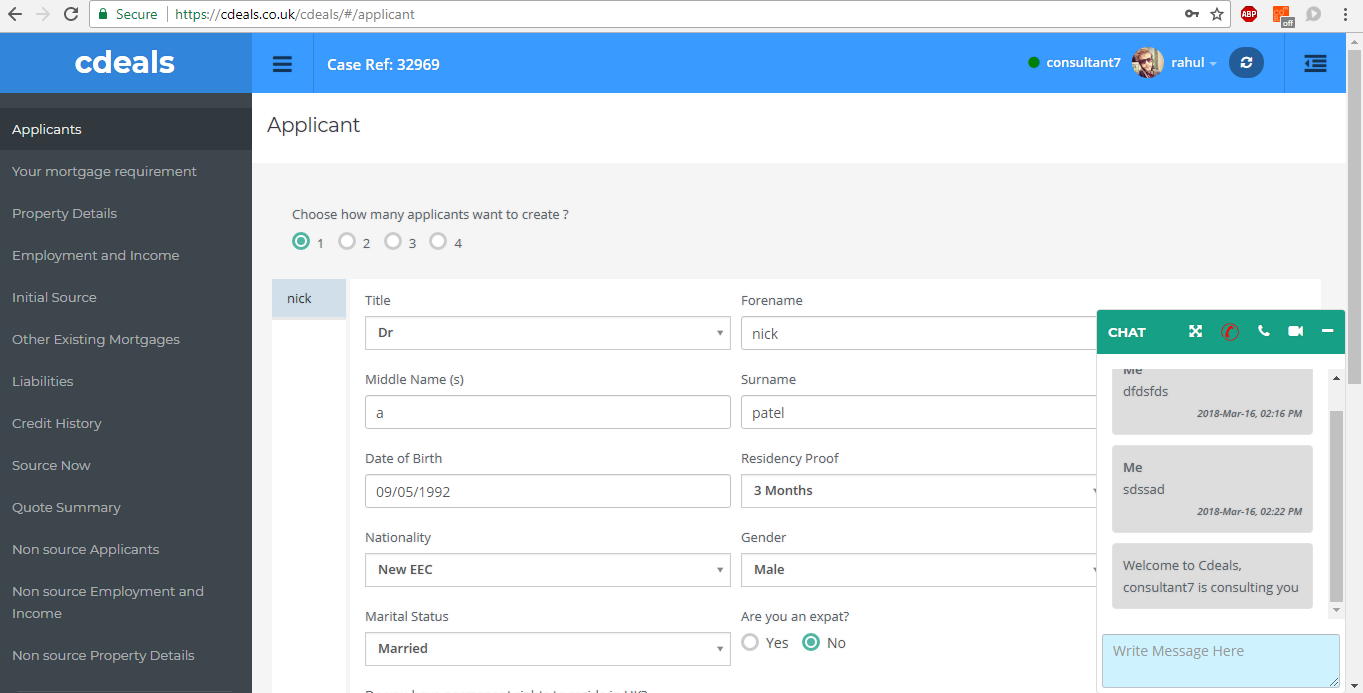 Secure
https://cdeals.co.uk/cdeals/#/applicant
ABP
off
cdeals
Case Ref: 32969
consultant7
rahul
Applicants
Your mortgage requirement
Property Details
Employment and Income
Initial Source
Other Existing Mortgages
Liabilities
Credit History
Source Now
Quote Summary
Non source Applicants
Non source Employment and
Income
Non source Property Details
Applicant
Choose how many applicants want to create ?
1 2 3 4
nick
Title
Forename
Dr
nick
Middle Name (s)
Surname
a
patel
Date of Birth
Residency Proof
09/05/1992
3 Months
Nationality
Gender
New EEC
Male
Marital Status
Are you an expat?
Married
Yes No
CHAT
Me
dfdsfds
2018-Mar-16, 02:16 PM
Me
sdssad
2018-Mar-16, 02:22 PM
Welcome to Cdeals,
consultant7 is consulting you
Write Message Here